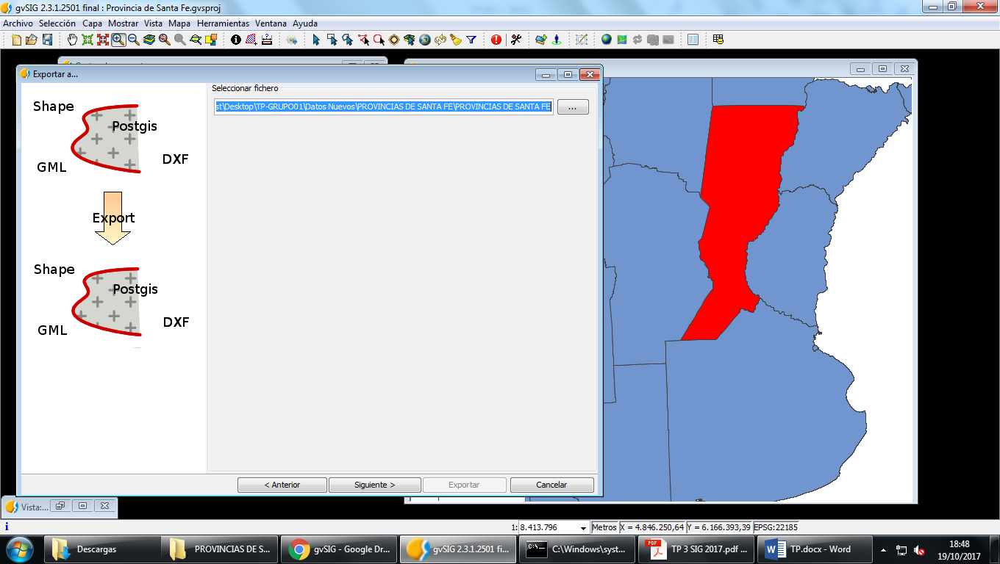 gvSIG 2.3.1.2501 final : Provincia de Santa Fe.gvsproj
Archivo Selección Capa Mostrar Vista Mapa Herramientas Ventana Ayuda
Exportar a...
Shape
Postgis
GML
DXF
Export
Shape
Postgis
GML
DXF
Seleccionar fichero
st\Desktop\TP-GRUPO01\Datos Nuevos\PROVINCIAS DE SANTA FE\PROVINCIAS DE SANTA FE
...
< Anterior
Siguiente >
Exportar
Cancelar
Vista:...
1: 8.413.796
Metros
X = 4.846.250,64
Y = 6.166.393,39
EPSG:22185
Descargas
PROVINCIAS DE S...
gvSIG - Google Dr...
gvSIG 2.3.1.2501 fi...
C:\Windows\syst...
PDF
TP 3 SIG 2017.pdf ...
TP.docx - Word
18:48
19/10/2017